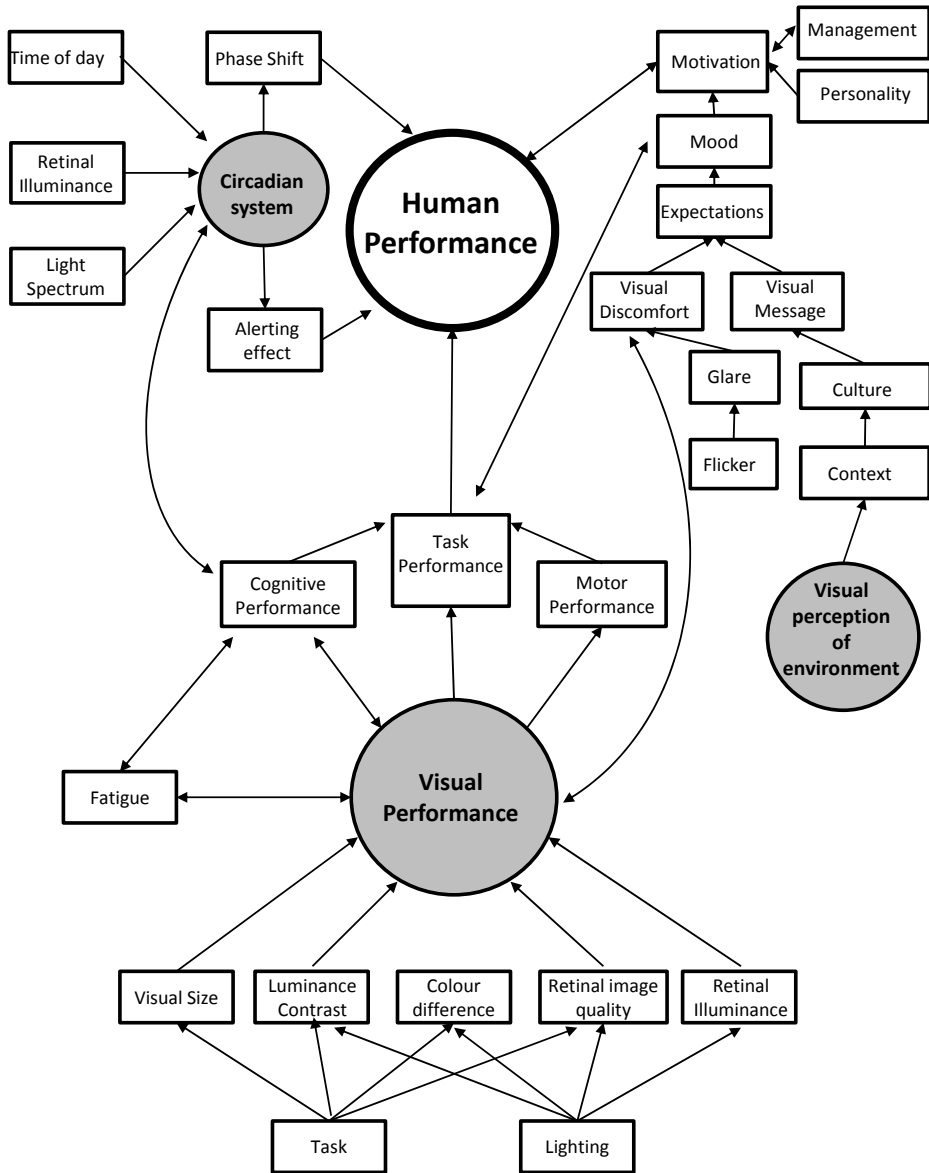 Time of day
Phase Shift
Motivation
Management
Personality
Mood
Retinal
Illuminance
Circadian
system
Human
Performance
Expectations
Light
Spectrum
Visual
Discomfort
Visual
Message
Alerting
effect
Glare
Culture
Flicker
Context
Task
Performance
Cognitive
Performance
Motor
Performance
Visual
perception
of
environment
Fatigue
Visual
Performance
Visual Size
Luminance
Contrast
Colour
difference
Retinal image
quality
Retinal
Illuminance
Task
Lighting